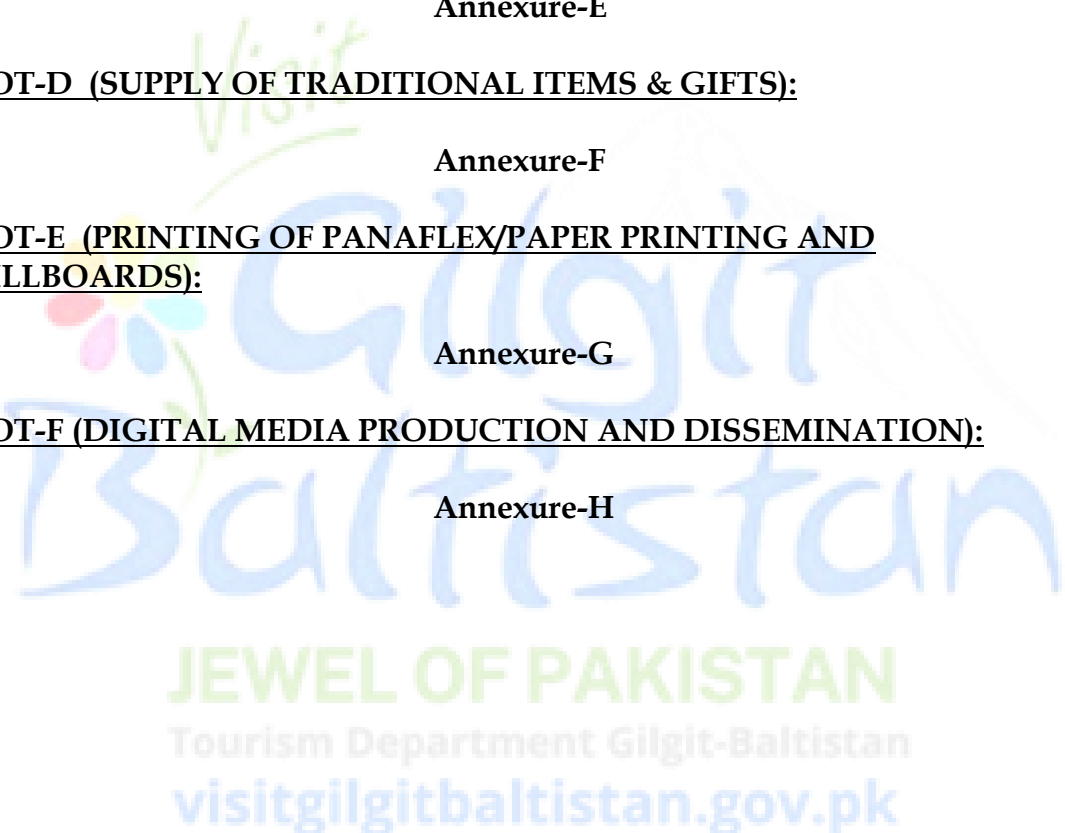 Annexure-E
OT-D (SUPPLY OF TRADITIONAL ITEMS & GIFTS):
Annexure-F
OT-E (PRINTING OF PANAFLEX/PAPER PRINTING AND
ILLBOARDS):
Annexure-G
OT-F (DIGITAL MEDIA PRODUCTION AND DISSEMINATION):
Annexure-H
Visit
Gilgit
Baltistan
JEWEL OF PAKISTAN
Tourism Department Gilgit-Baltistan
visitgilgitbaltistan.gov.pk